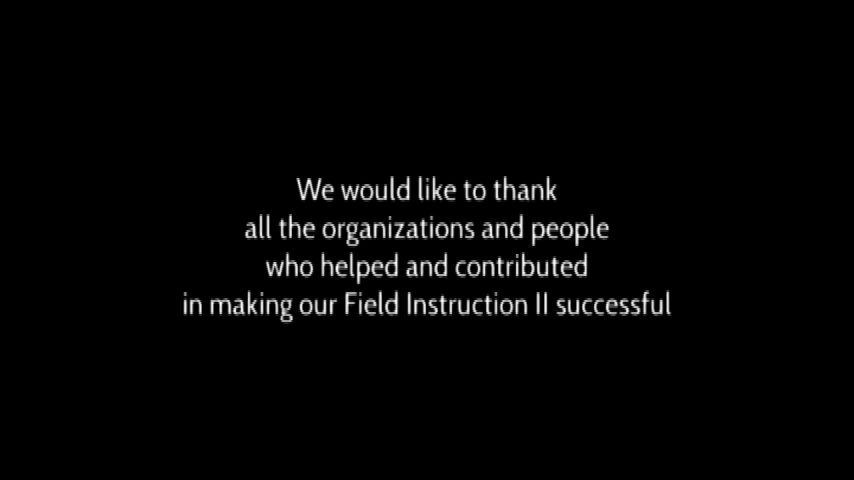 We would like to thank
all the organizations and people
who helped and contributed
in making our Field Instruction II successful